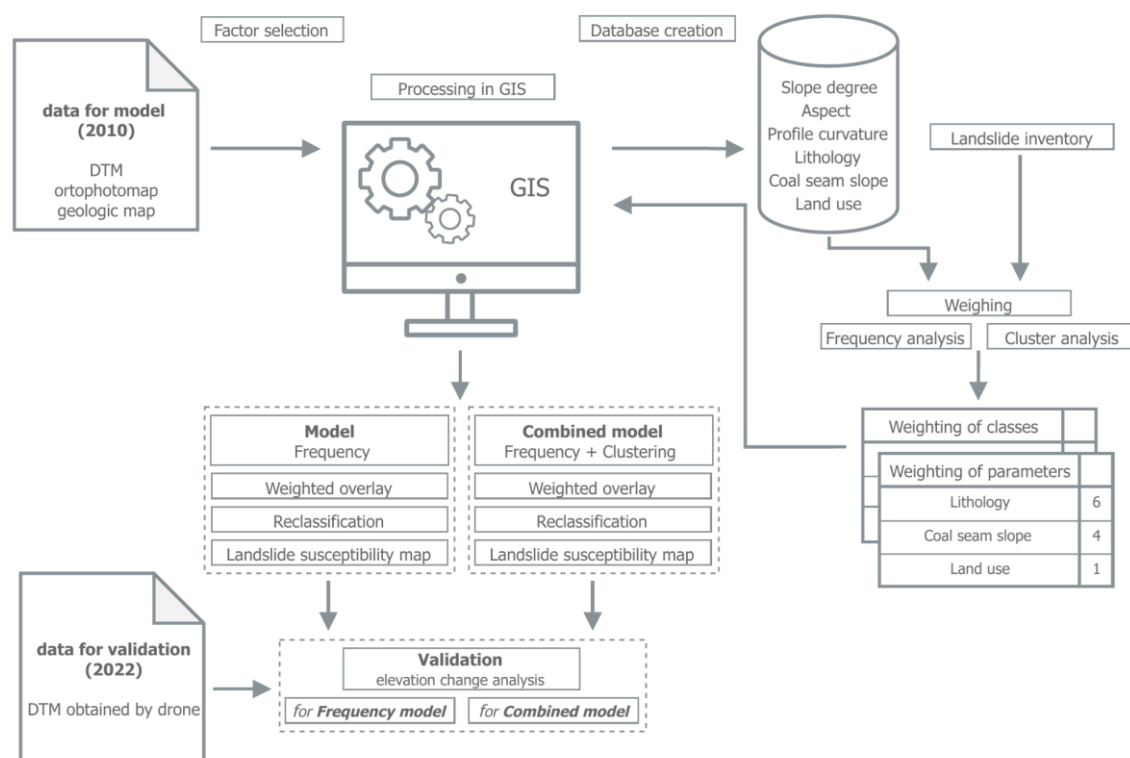 Factor selection
Database creation
data for model
(2010)
DTM
ortophotomap
geologic map
Processing in GIS
GIS
Slope degree
Aspect
Profile curvature
Lithology
Coal seam slope
Land use
Landslide inventory
Weighing
Frequency analysis
Cluster analysis
Weighting of classes
Weighting of parameters
Lithology 6
Coal seam slope 4
Land use 1
Model
Frequency
Weighted overlay
Reclassification
Landslide susceptibility map
Combined model
Frequency + Clustering
Weighted overlay
Reclassification
Landslide susceptibility map
data for validation
(2022)
DTM obtained by drone
Validation
elevation change analysis
for Frequency model
for Combined model